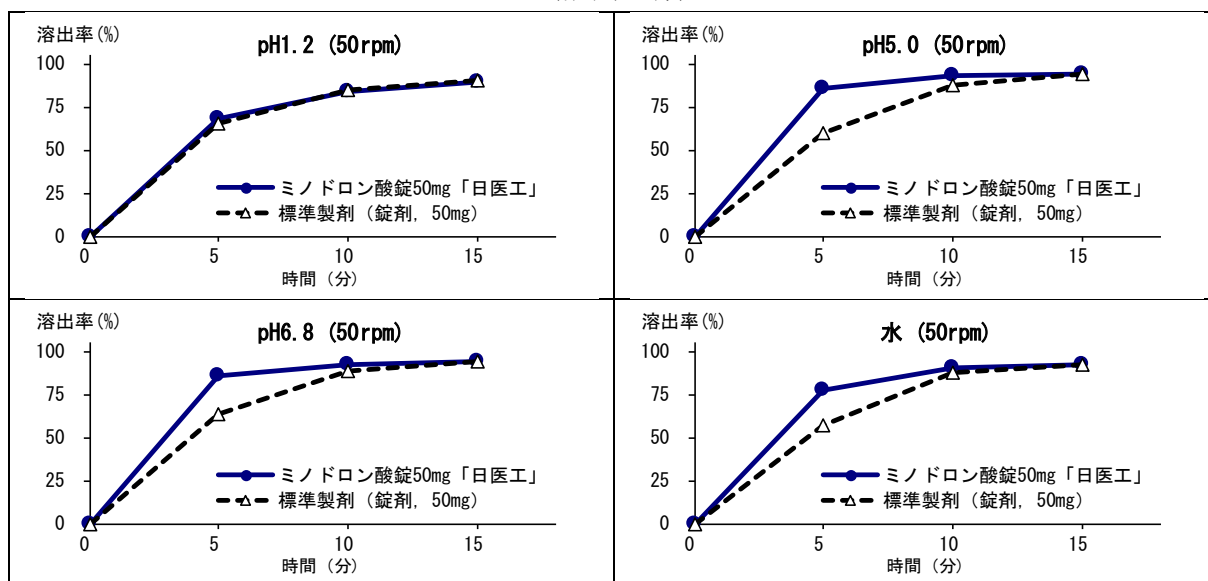 溶出率(%)
pH1.2 (50rpm)
100
75
50
25
0
ミノドロン酸錠50mg「日医工」
標準製剤（錠剤, 50mg）
0 5 10 15
時間 (分)
溶出率(%)
pH5.0 (50rpm)
100
75
50
25
0
ミノドロン酸錠50mg「日医工」
標準製剤（錠剤, 50mg）
0 5 10 15
時間 (分)
溶出率(%)
pH6.8 (50rpm)
100
75
50
25
0
ミノドロン酸錠50mg「日医工」
標準製剤（錠剤, 50mg）
0 5 10 15
時間 (分)
溶出率(%)
水 (50rpm)
100
75
50
25
0
ミノドロン酸錠50mg「日医工」
標準製剤（錠剤, 50mg）
0 5 10 15
時間 (分)